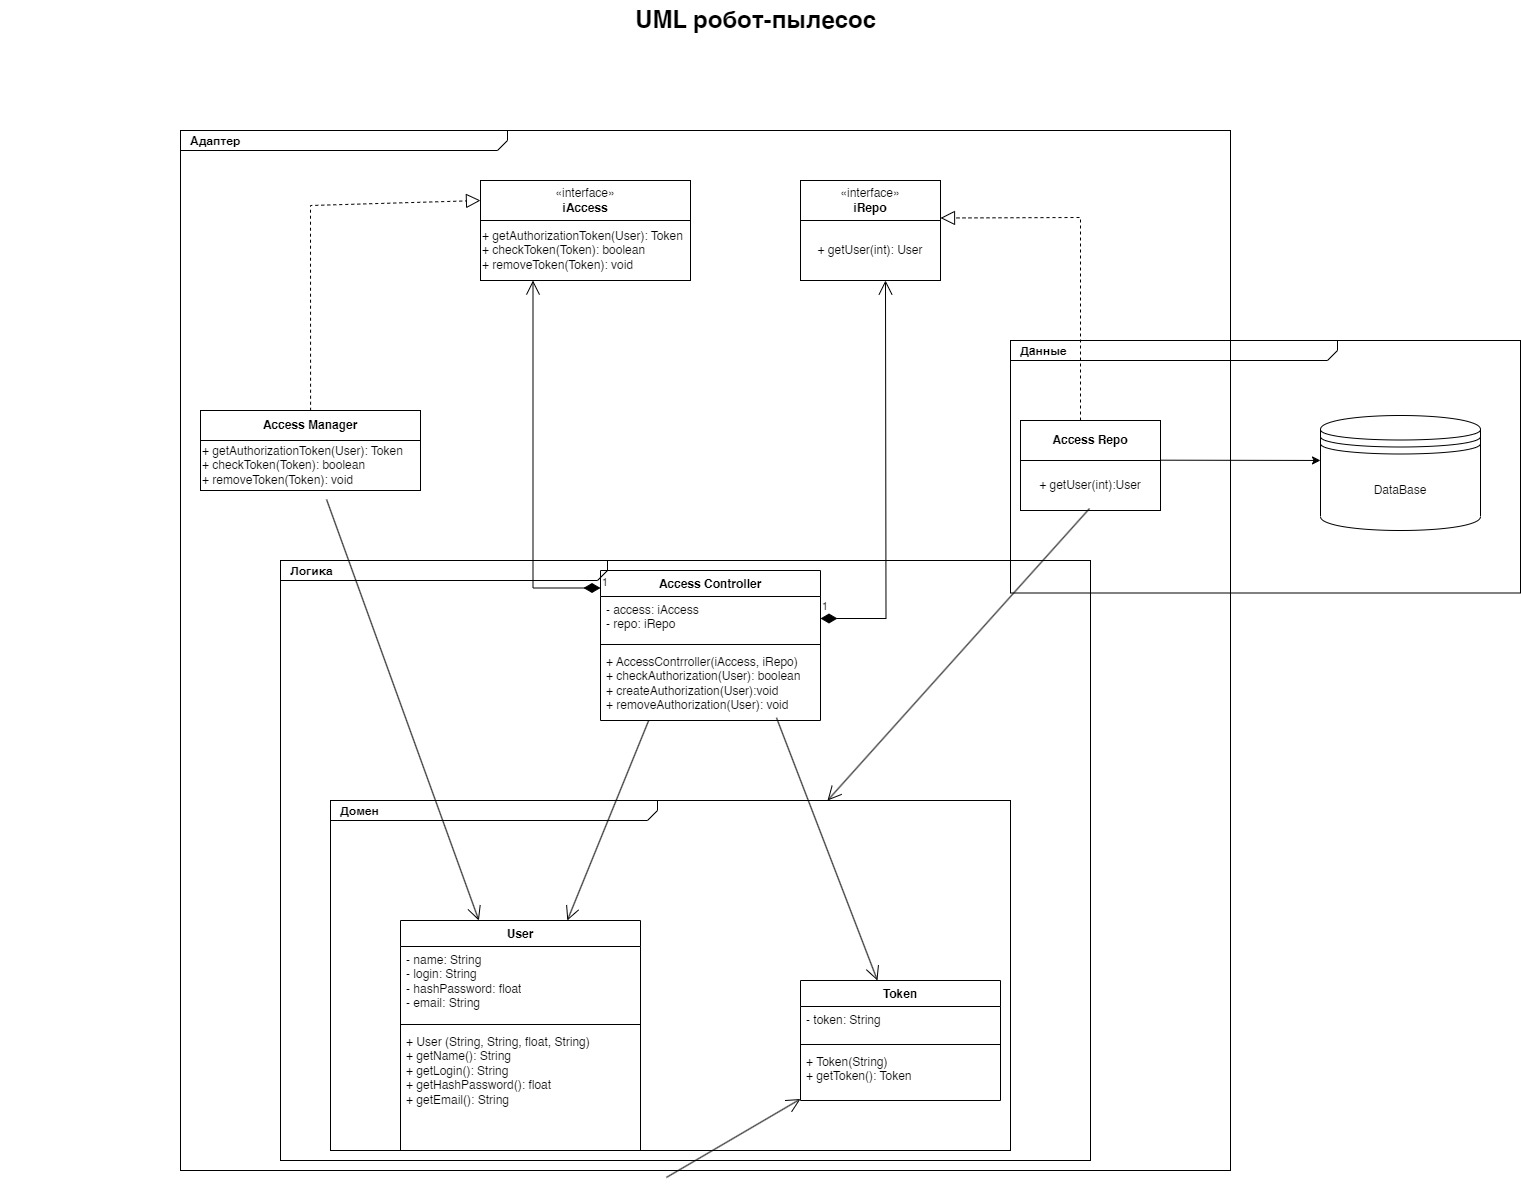 UML робот-пылесос
Адаптер
«interface»
iAccess
+ getAuthorizationToken(User): Token
+ checkToken(Token): boolean
+ removeToken(Token): void
«interface»
iRepo
+ getUser(int): User
Данные
Access Manager
+ getAuthorizationToken(User): Token
+ checkToken(Token): boolean
+ removeToken(Token): void
Access Repo
+ getUser(int):User
DataBase
Логика
1
Access Controller
- access: iAccess
- repo: iRepo
1
+ AccessContrroller(iAccess, iRepo)
+ checkAuthorization(User): boolean
+ createAuthorization(User):void
+ removeAuthorization(User): void
Домен
User
- name: String
- login: String
- hashPassword: float
- email: String
+ User (String, String, float, String)
+ getName(): String
+ getLogin(): String
+ getHashPassword(): float
+ getEmail(): String
Token
- token: String
+ Token(String)
+ getToken(): Token